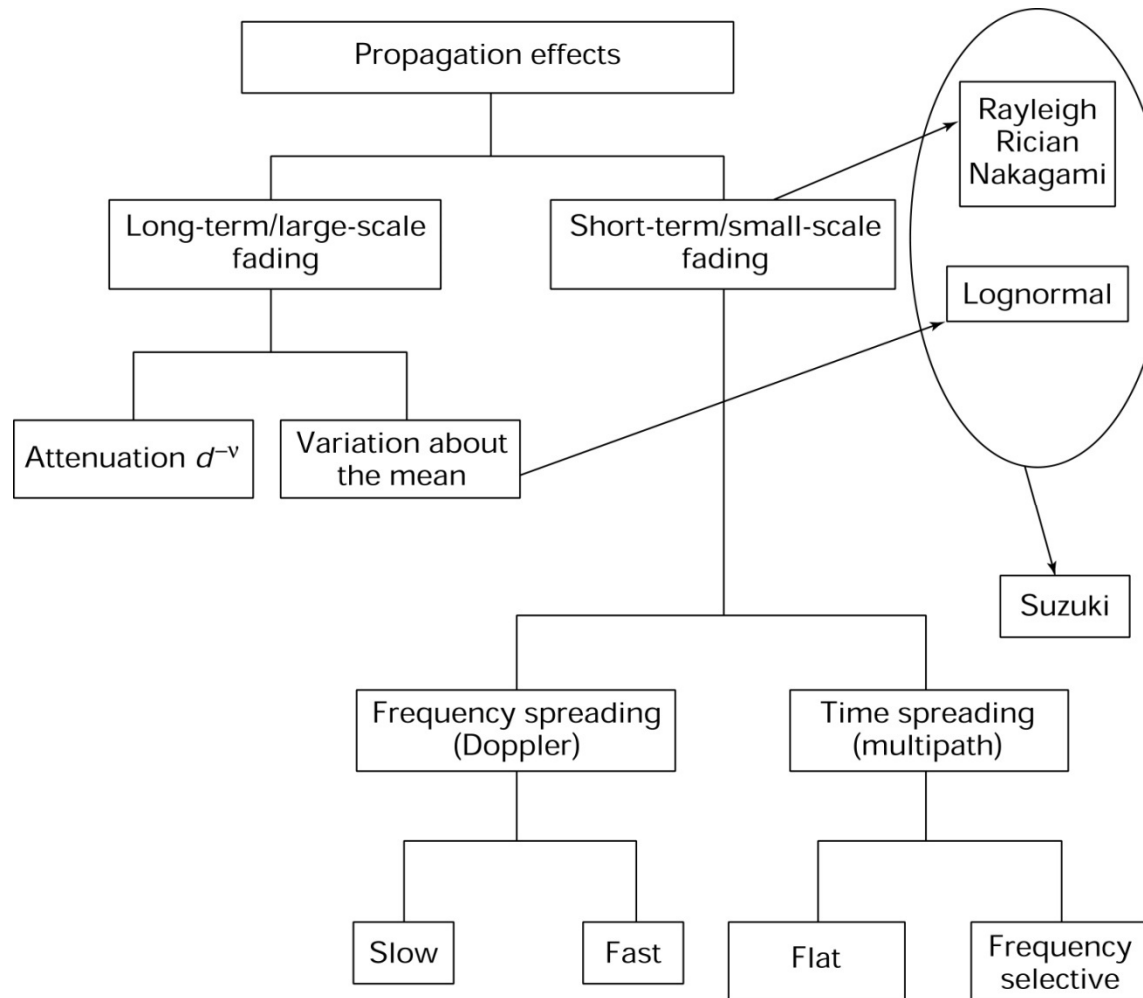 Propagation effects
Rayleigh
Rician
Nakagami
Long-term/large-scale
fading
Short-term/small-scale
fading
Lognormal
Attenuation d⁻ᵛ
Variation about
the mean
Suzuki
Frequency spreading
(Doppler)
Time spreading
(multipath)
Slow
Fast
Flat
Frequency
selective